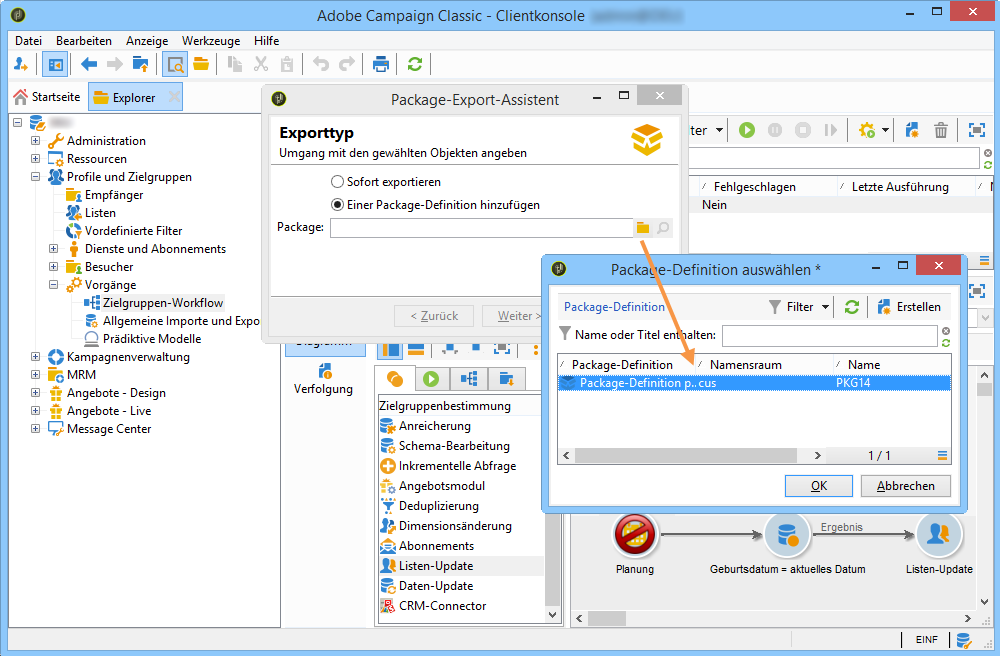 Adobe Campaign Classic - Clientkonsole
Datei Bearbeiten Anzeige Werkzeuge Hilfe
Startseite Explorer
Administration
Ressourcen
Profile und Zielgruppen
Empfänger
Listen
Vordefinierte Filter
Dienste und Abonnements
Besucher
Vorgänge
Zielgruppen-Workflow
Allgemeine Importe und Expo
Prädiktive Modelle
Kampagnenverwaltung
MRM
Angebote - Design
Angebote - Live
Message Center
Package-Export-Assistent
Exporttyp
Umgang mit den gewählten Objekten angeben
Sofort exportieren
Einer Package-Definition hinzufügen
Package:
< Zurück Weiter >
ter
Fehlgeschlagen Letzte Ausführung N
Nein
Package-Definition auswählen *
Package-Definition Filter Erstellen
Name oder Titel enthalten:
Package-Definition Namensraum Name
Package-Definition p.. cus PKG14
1 / 1
OK Abbrechen
Diagramm
Verfolgung
Zielgruppenbestimmung
Anreicherung
Schema-Bearbeitung
Inkrementelle Abfrage
Angebotsmodul
Deduplizierung
Dimensionsänderung
Abonnements
Listen-Update
Daten-Update
CRM-Connector
Ergebnis
Planung Geburtsdatum = aktuelles Datum Listen-Update
EINF